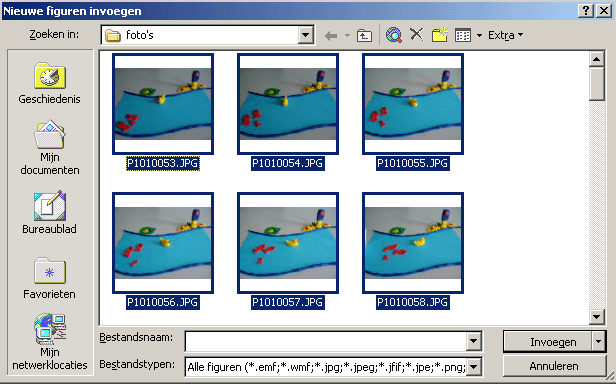 Nieuwe figuren invoegen
Zoeken in: foto's Extra
Geschiedenis
Mijn
documenten
Bureaublad
Favorieten
Mijn
netwerklocaties
P1010053.JPG P1010054.JPG P1010055.JPG
P1010056.JPG P1010057.JPG P1010058.JPG
Bestandsnaam: Invoegen
Bestandstypen: Alle figuren (*.emf;*.wmf;*.jpg;*.jpeg;*.jfif;*.jpe;*.png; Annuleren